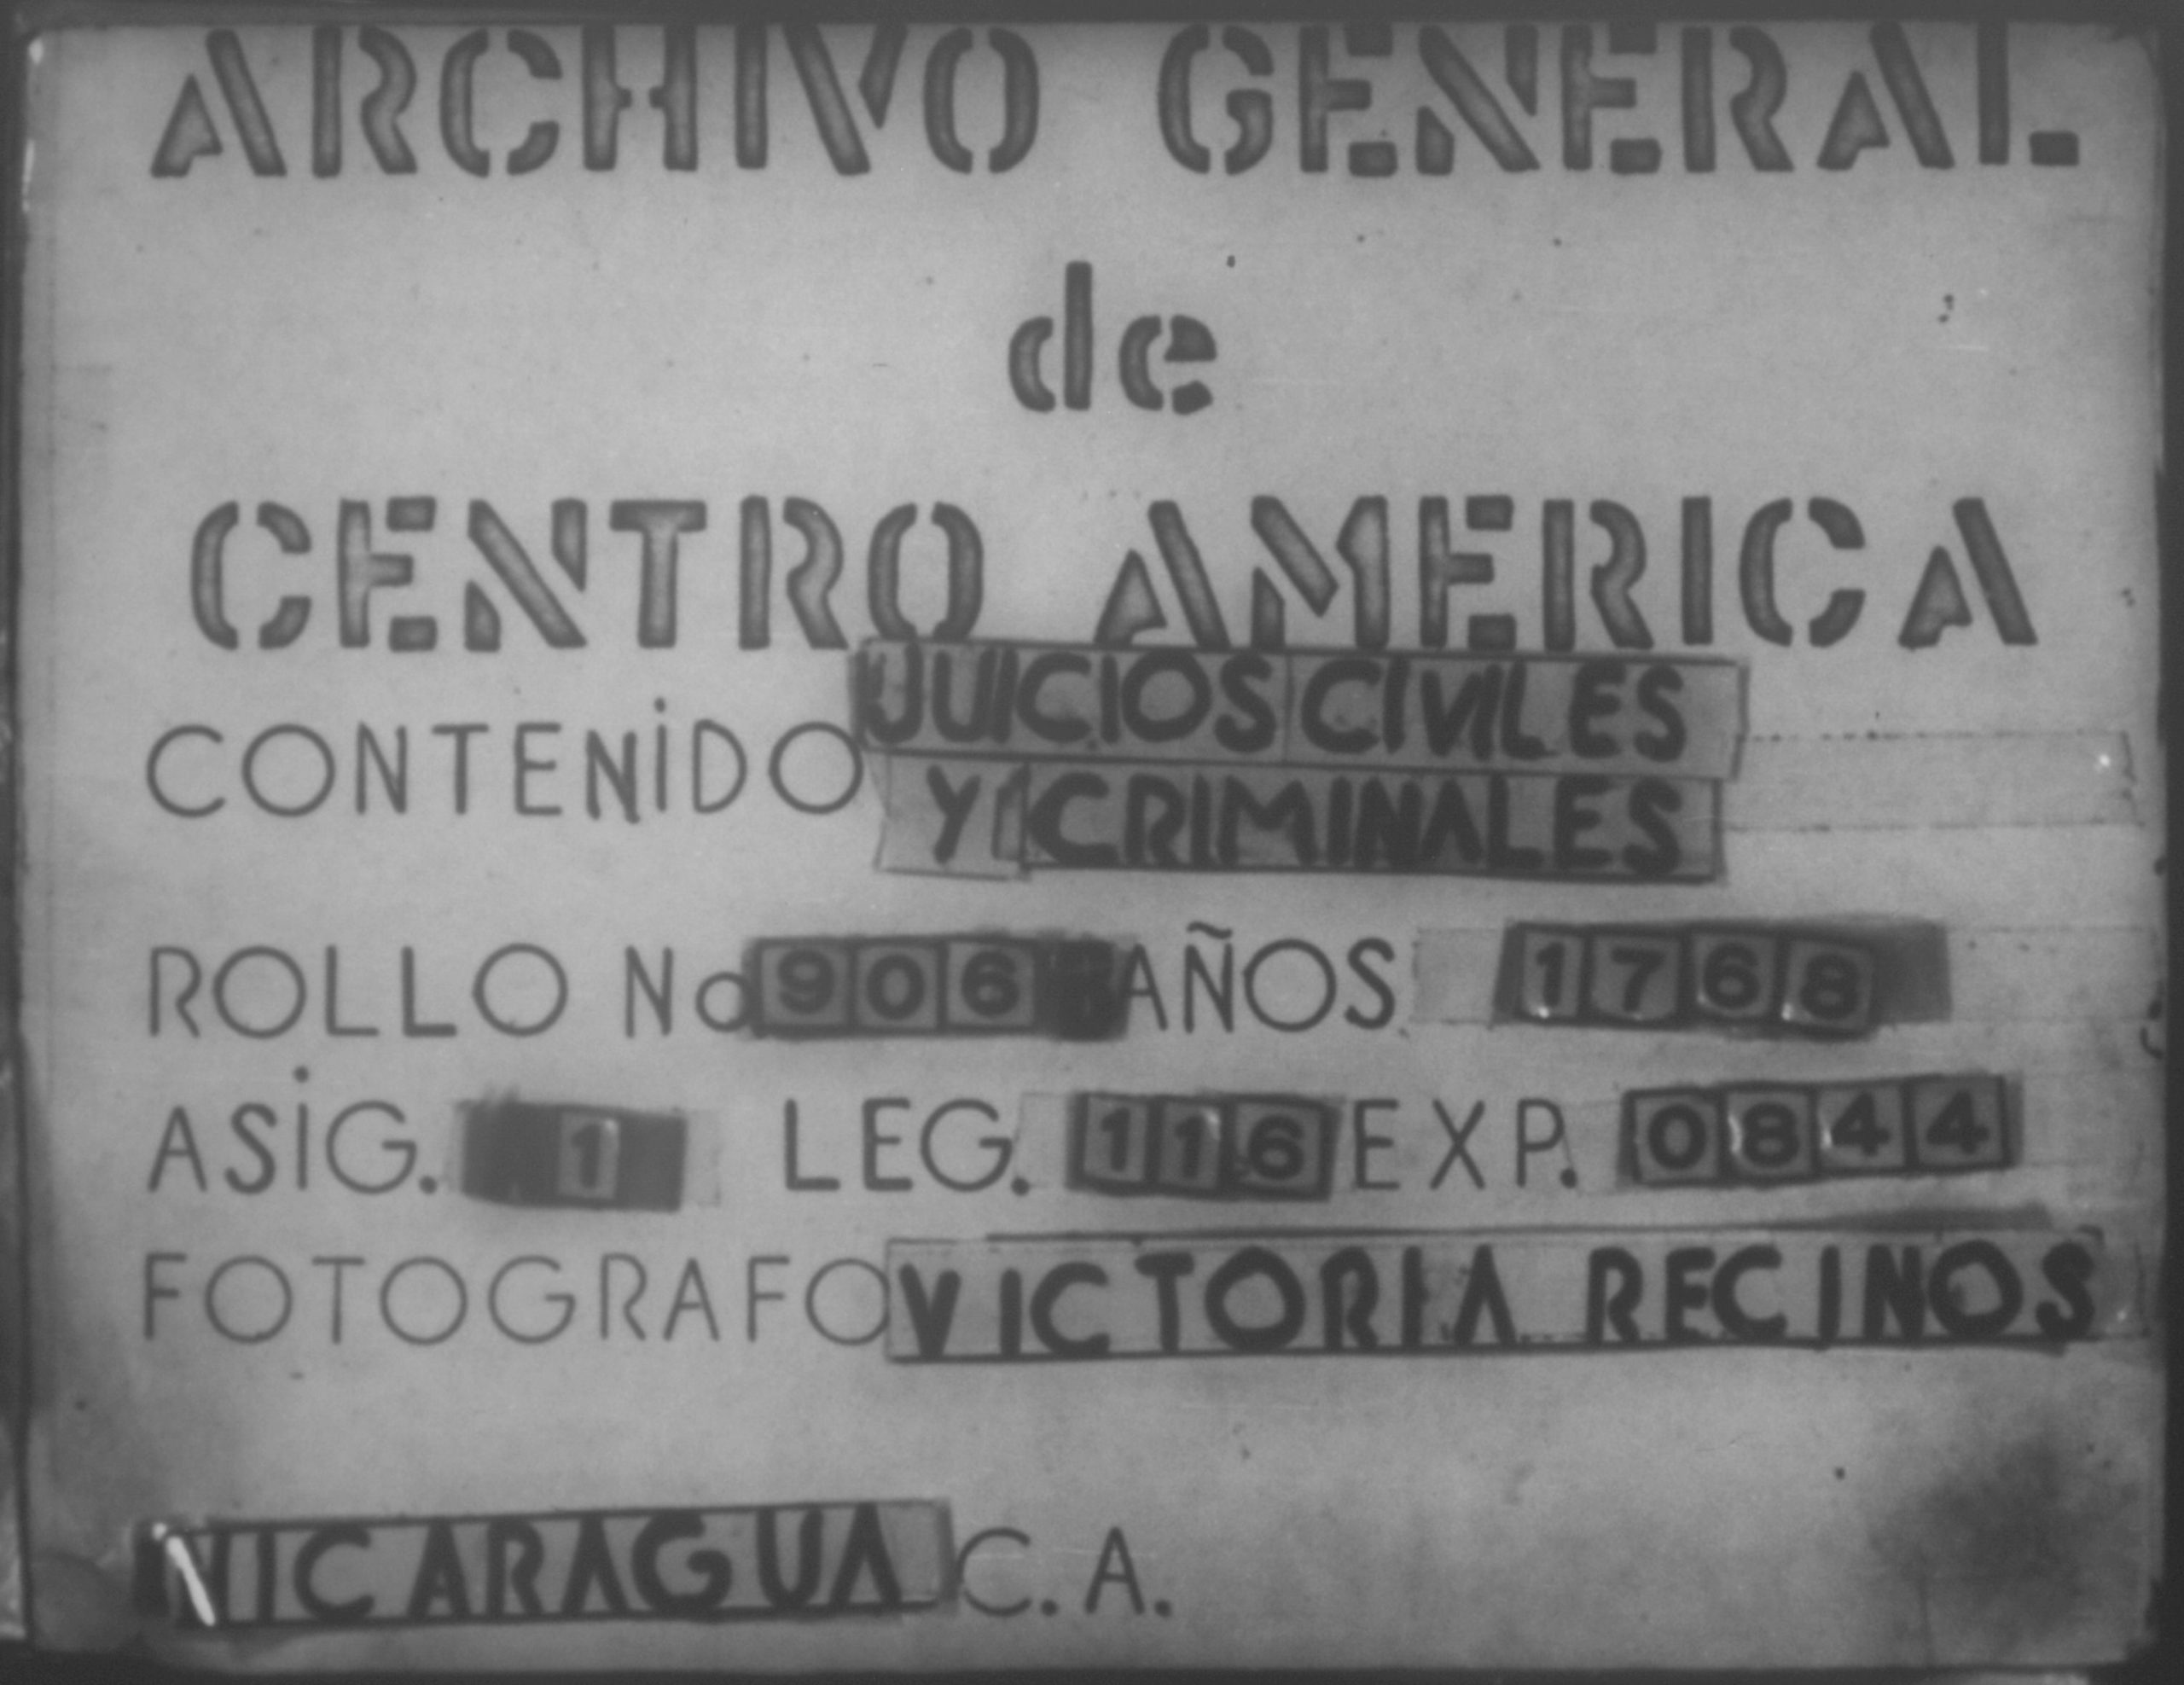 ARCHIVO GENERAL
de
CENTRO AMERICA
CONTENIDO JUICIOS CIVILES
Y CRIMINALES
ROLLO No 906 AÑOS 1768
ASIG. 1 LEG. 116 EXP. 0844
FOTOGRAFO VICTORIA RECINOS
NICARAGUA C. A.